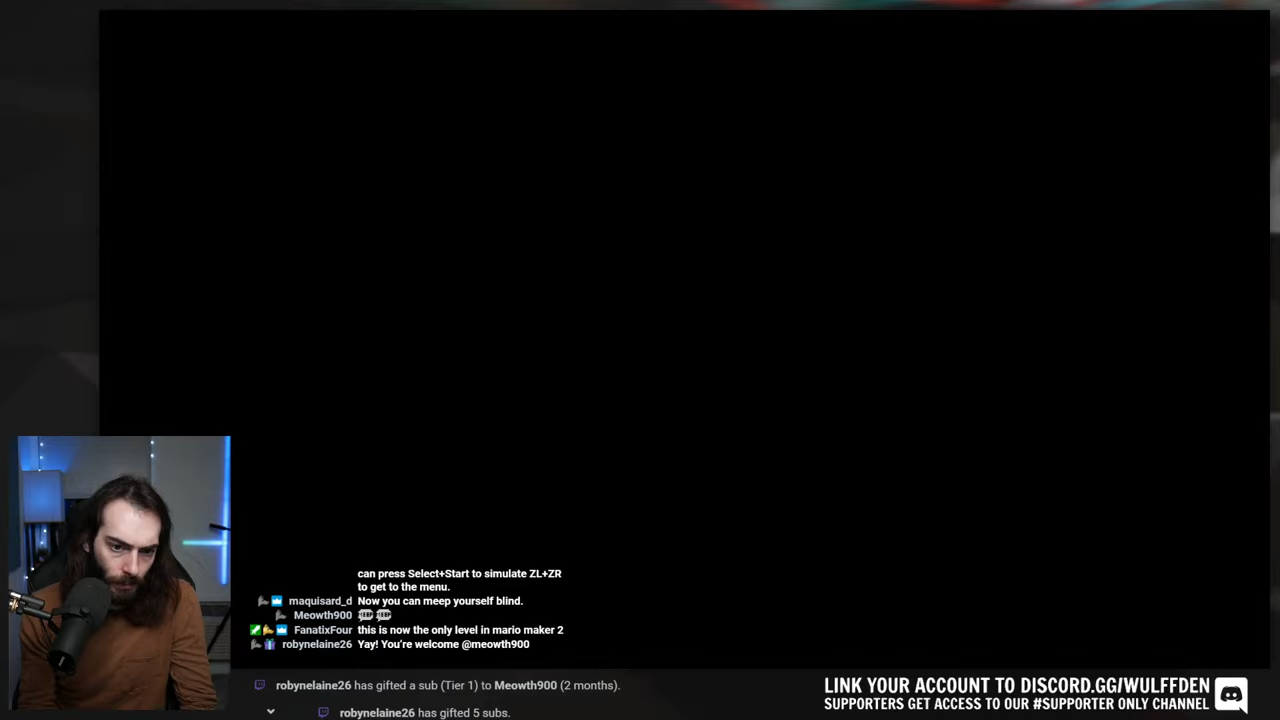 can press Select+Start to simulate ZL+ZR
to get to the menu.
maquisard_d Now you can meep yourself blind.
Meowth900
FanatixFour this is now the only level in mario maker 2
robynelaine26 Yay! You're welcome @meowth900
robynelaine26 has gifted a sub (Tier 1) to Meowth900 (2 months).
robynelaine26 has gifted 5 subs.
LINK YOUR ACCOUNT TO DISCORD.GG/WULFFDEN
SUPPORTERS GET ACCESS TO OUR #SUPPORTER ONLY CHANNEL